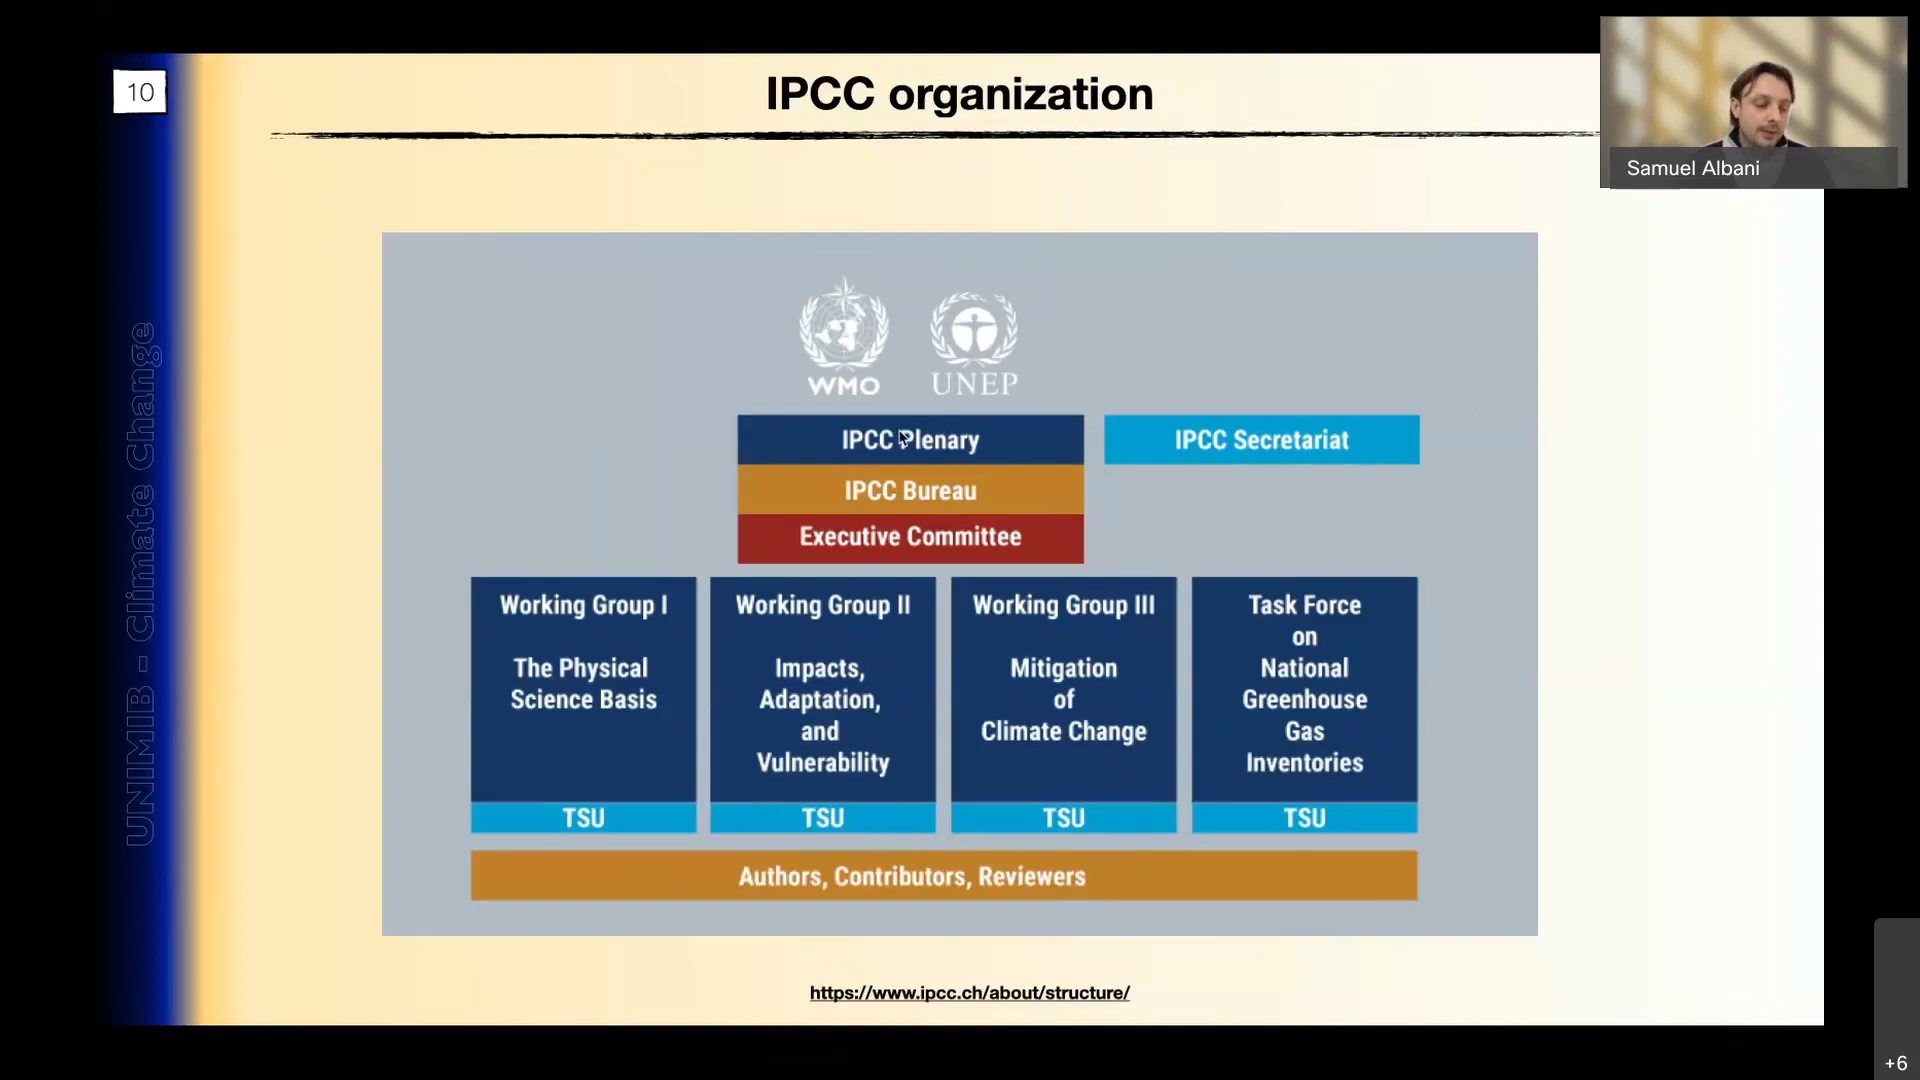 10
IPCC organization
Samuel Albani
UNIMIB - Climate Change
WMO
UNEP
IPCC Plenary
IPCC Secretariat
IPCC Bureau
Executive Committee
Working Group I
The Physical
Science Basis
TSU
Working Group II
Impacts,
Adaptation,
and
Vulnerability
TSU
Working Group III
Mitigation
of
Climate Change
TSU
Task Force
on
National
Greenhouse
Gas
Inventories
TSU
Authors, Contributors, Reviewers
https://www.ipcc.ch/about/structure/
+6